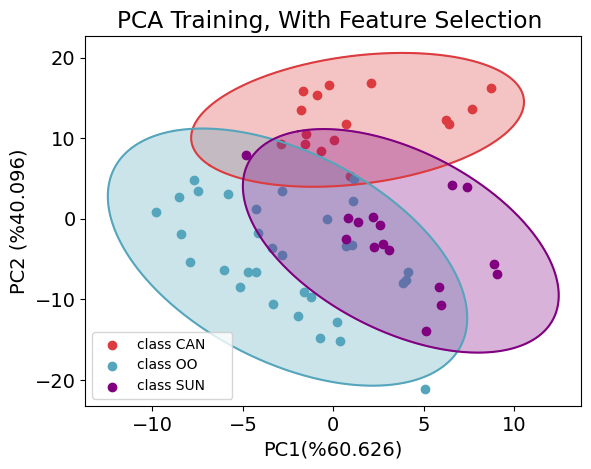 PCA Training, With Feature Selection
PC2 (%40.096)
20
10
0
−10
−20
class CAN
class OO
class SUN
−10
−5
0
5
10
PC1(%60.626)